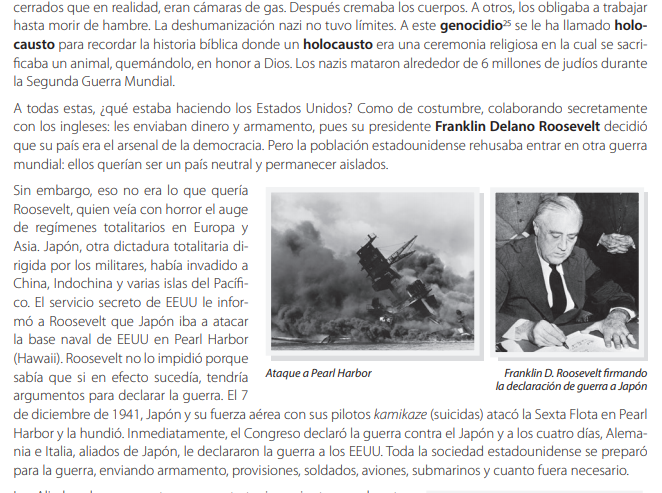 cerrados que en realidad, eran cámaras de gas. Después cremaba los cuerpos. A otros, los obligaba a trabajar
hasta morir de hambre. La deshumanización nazi no tuvo límites. A este genocidio²⁵ se le ha llamado holo-
causto para recordar la historia bíblica donde un holocausto era una ceremonia religiosa en la cual se sacri-
ficaba un animal, quemándolo, en honor a Dios. Los nazis mataron alrededor de 6 millones de judíos durante
la Segunda Guerra Mundial.
A todas estas, ¿qué estaba haciendo los Estados Unidos? Como de costumbre, colaborando secretamente
con los ingleses: les enviaban dinero y armamento, pues su presidente Franklin Delano Roosevelt decidió
que su país era el arsenal de la democracia. Pero la población estadounidense rehusaba entrar en otra guerra
mundial: ellos querían ser un país neutral y permanecer aislados.
Sin embargo, eso no era lo que quería
Roosevelt, quien veía con horror el auge
de regímenes totalitarios en Europa y
Asia. Japón, otra dictadura totalitaria di-
rigida por los militares, había invadido a
China, Indochina y varias islas del Pacífi-
co. El servicio secreto de EEUU le infor-
mó a Roosevelt que Japón iba a atacar
la base naval de EEUU en Pearl Harbor
(Hawaii). Roosevelt no lo impidió porque
sabía que si en efecto sucedía, tendría
argumentos para declarar la guerra. El 7
de diciembre de 1941, Japón y su fuerza aérea con sus pilotos kamikaze (suicidas) atacó la Sexta Flota en Pearl
Harbor y la hundió. Inmediatamente, el Congreso declaró la guerra contra el Japón y a los cuatro días, Alema-
nia e Italia, aliados de Japón, le declararon la guerra a los EEUU. Toda la sociedad estadounidense se preparó
para la guerra, enviando armamento, provisiones, soldados, aviones, submarinos y cuanto fuera necesario.
Ataque a Pearl Harbor
Franklin D. Roosevelt firmando
la declaración de guerra a Japón